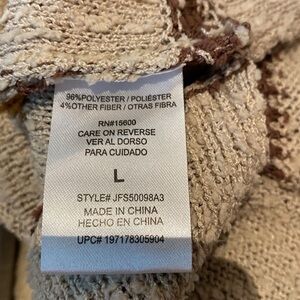 96%POLYESTER / POLIÉSTER
4%OTHER FIBER / OTRAS FIBRA
RN#15600
CARE ON REVERSE
VER AL DORSO
PARA CUIDADO
L
STYLE# JFS50098A3
MADE IN CHINA
HECHO EN CHINA
UPC# 197178305904